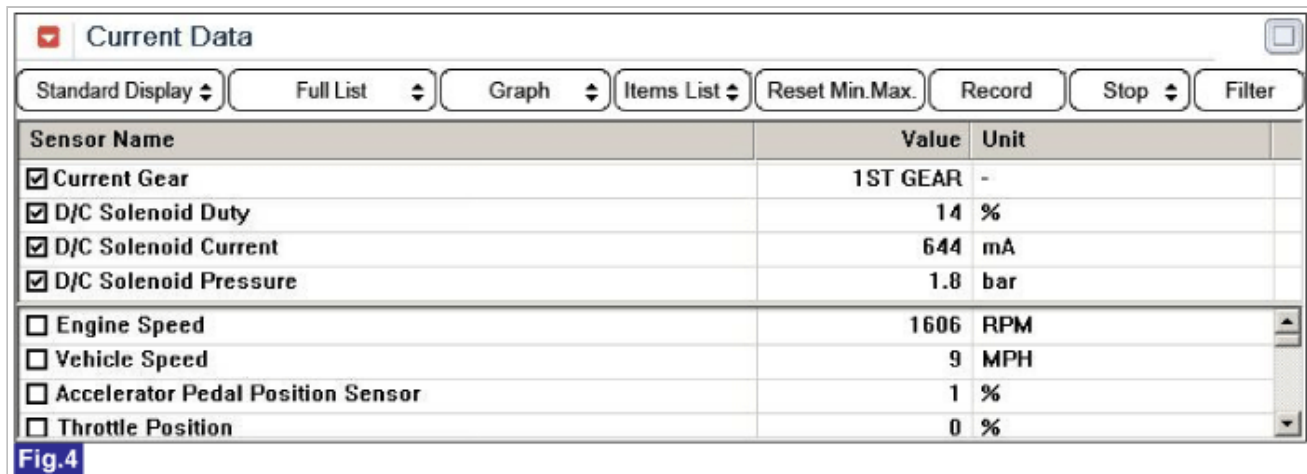 Current Data
Standard Display Full List Graph Items List Reset Min.Max. Record Stop Filter
Sensor Name Value Unit
Current Gear 1ST GEAR -
D/C Solenoid Duty 14 %
D/C Solenoid Current 644 mA
D/C Solenoid Pressure 1.8 bar
Engine Speed 1606 RPM
Vehicle Speed 9 MPH
Accelerator Pedal Position Sensor 1 %
Throttle Position 0 %
Fig.4